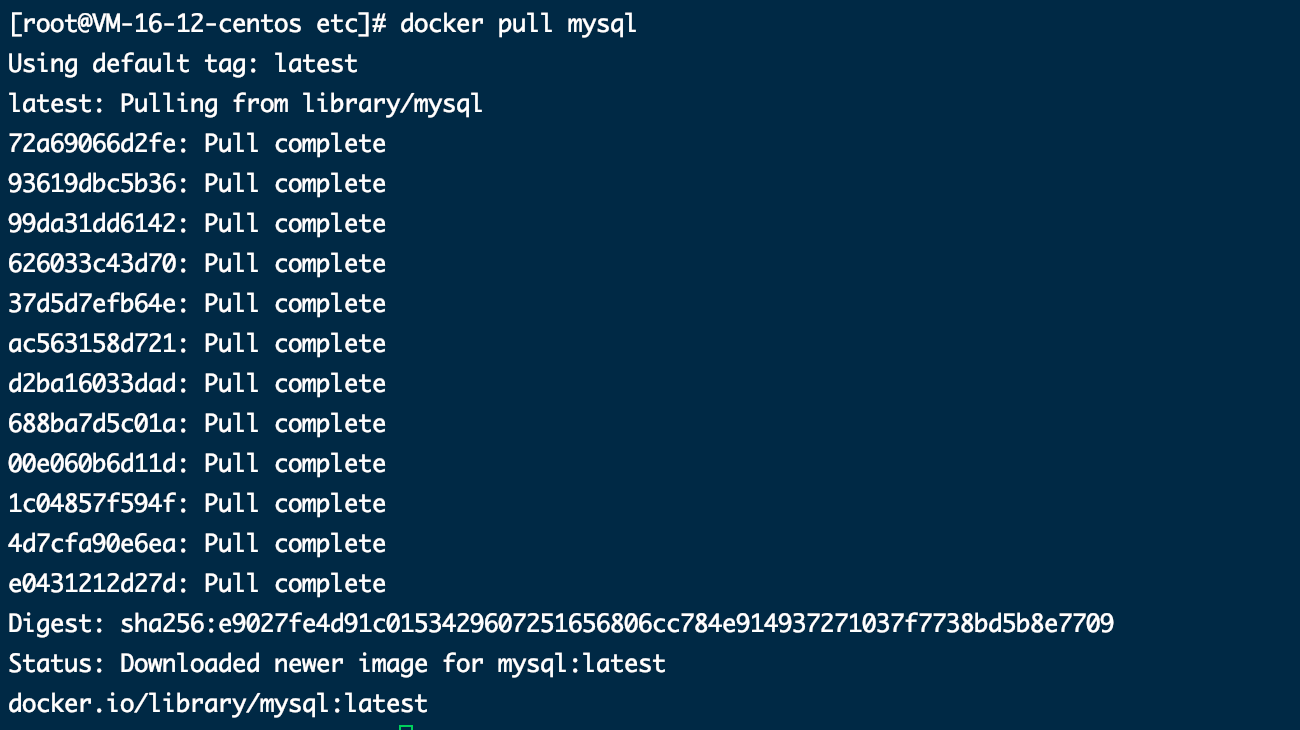 [root@VM-16-12-centos etc]# docker pull mysql
Using default tag: latest
latest: Pulling from library/mysql
72a69066d2fe: Pull complete
93619dbc5b36: Pull complete
99da31dd6142: Pull complete
626033c43d70: Pull complete
37d5d7efb64e: Pull complete
ac563158d721: Pull complete
d2ba16033dad: Pull complete
688ba7d5c01a: Pull complete
00e060b6d11d: Pull complete
1c04857f594f: Pull complete
4d7cfa90e6ea: Pull complete
e0431212d27d: Pull complete
Digest: sha256:e9027fe4d91c0153429607251656806cc784e914937271037f7738bd5b8e7709
Status: Downloaded newer image for mysql:latest
docker.io/library/mysql:latest